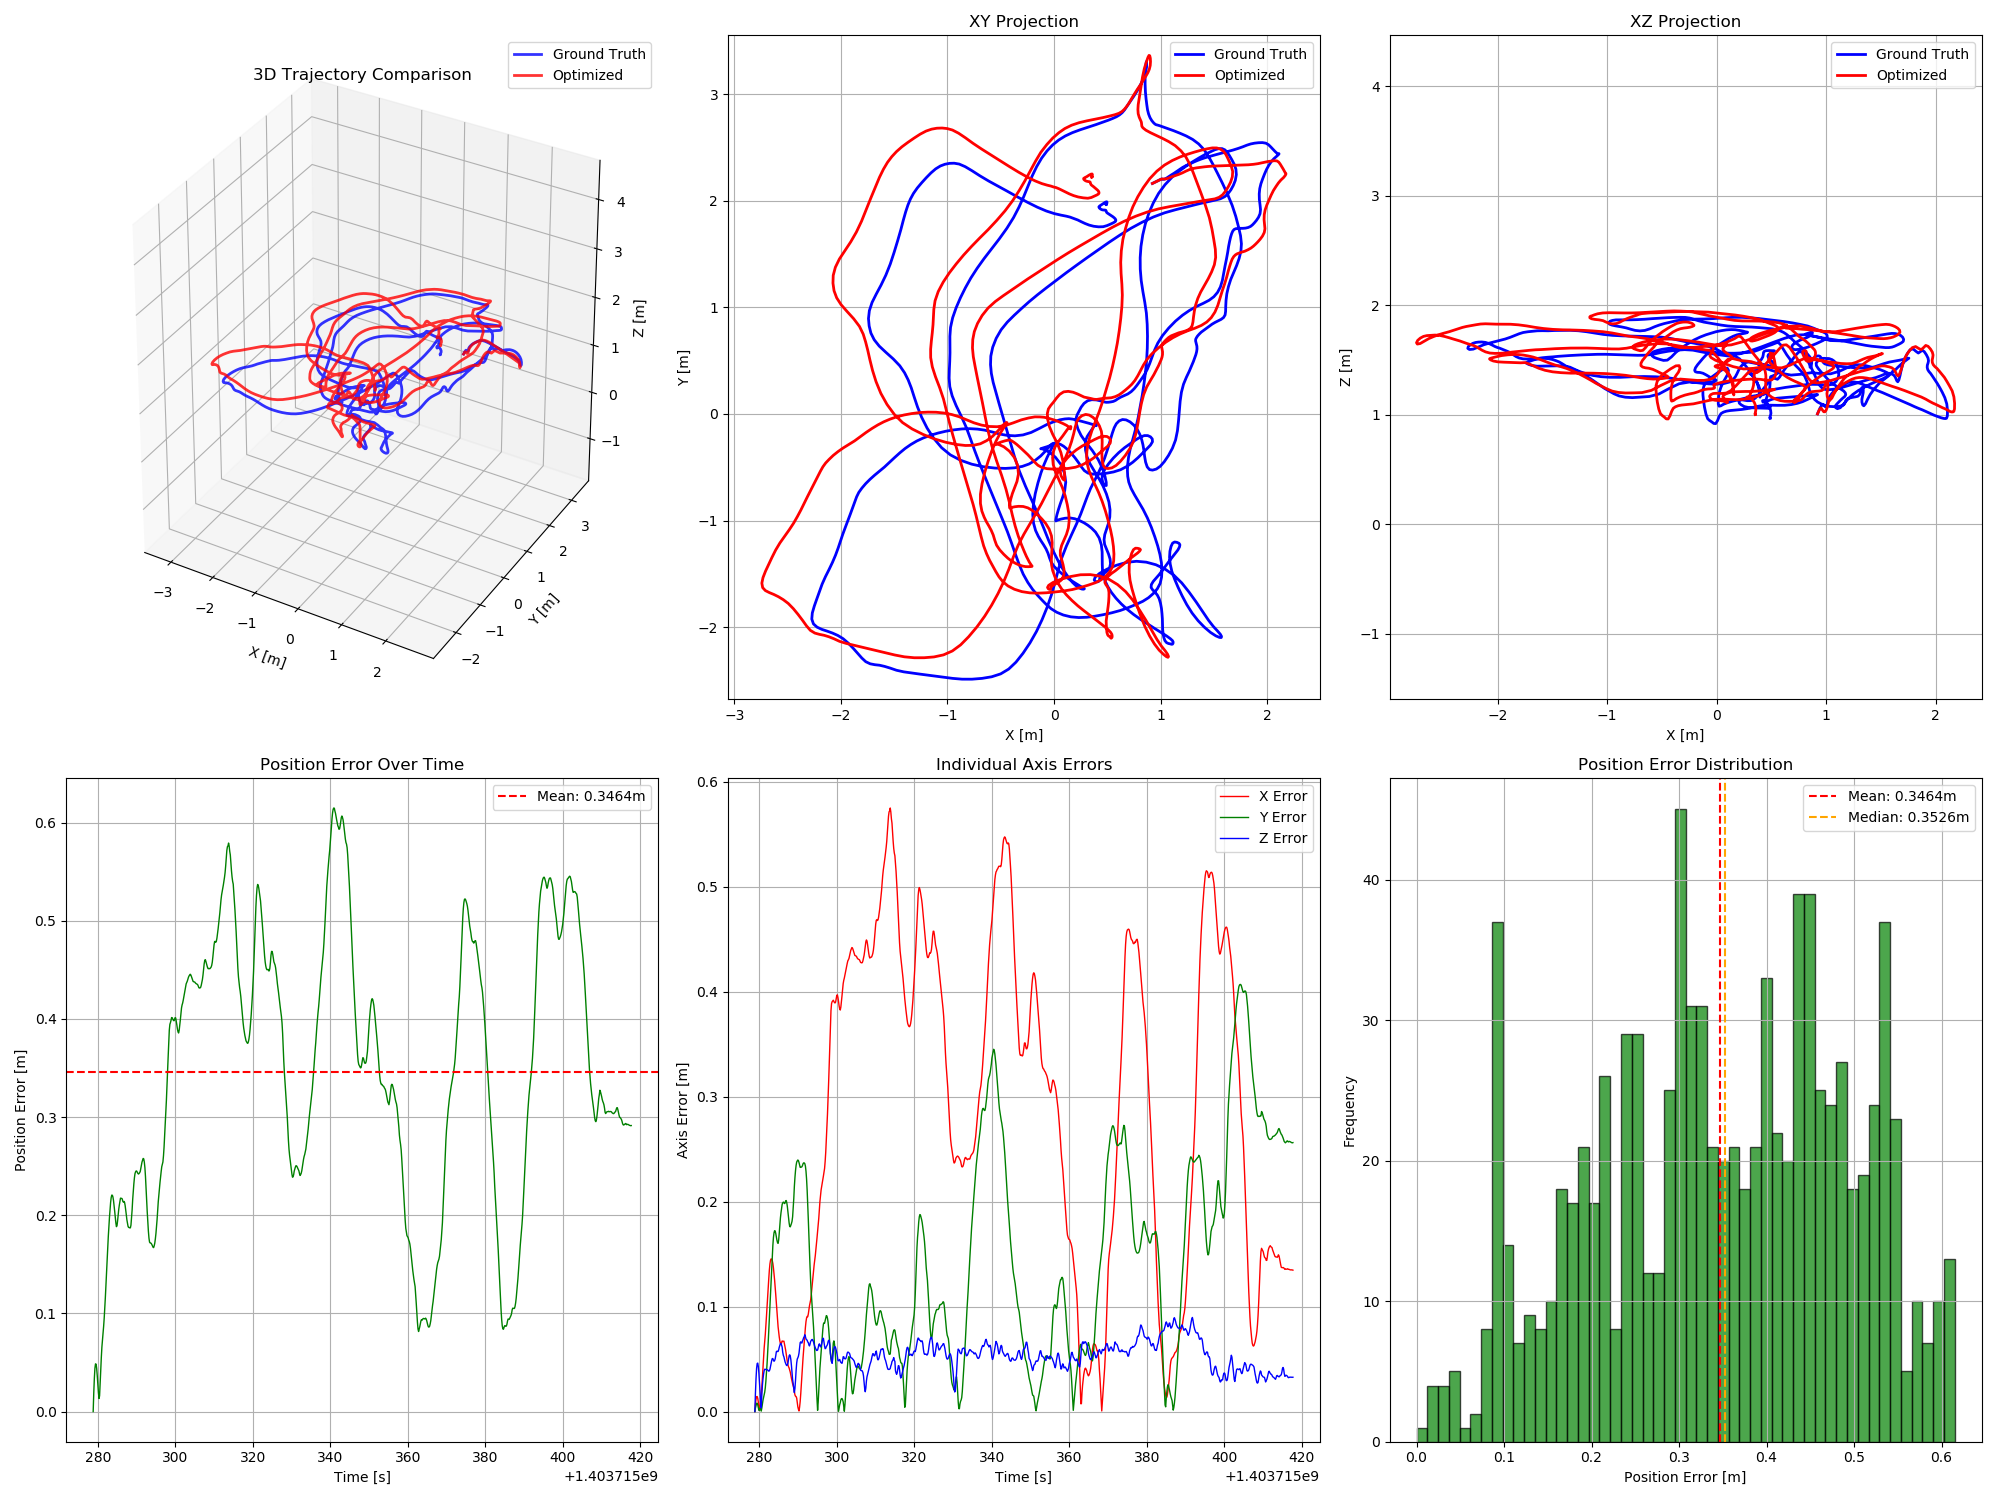 3D Trajectory Comparison
Ground Truth
Optimized
4
3
2
1
0
−1
Z [m]
−3
−2
−1
0
1
2
X [m]
−2
−1
0
1
2
3
Y [m]
XY Projection
Ground Truth
Optimized
3
2
1
0
−1
−2
Y [m]
−3 −2 −1 0 1 2
X [m]
XZ Projection
Ground Truth
Optimized
4
3
2
1
0
−1
Z [m]
−2 −1 0 1 2
X [m]
Position Error Over Time
Mean: 0.3464m
0.6
0.5
0.4
0.3
0.2
0.1
0.0
Position Error [m]
280 300 320 340 360 380 400 420
Time [s]
+1.403715e9
Individual Axis Errors
X Error
Y Error
Z Error
0.6
0.5
0.4
0.3
0.2
0.1
0.0
Axis Error [m]
280 300 320 340 360 380 400 420
Time [s]
+1.403715e9
Position Error Distribution
Mean: 0.3464m
Median: 0.3526m
40
30
20
10
0
Frequency
0.0 0.1 0.2 0.3 0.4 0.5 0.6
Position Error [m]